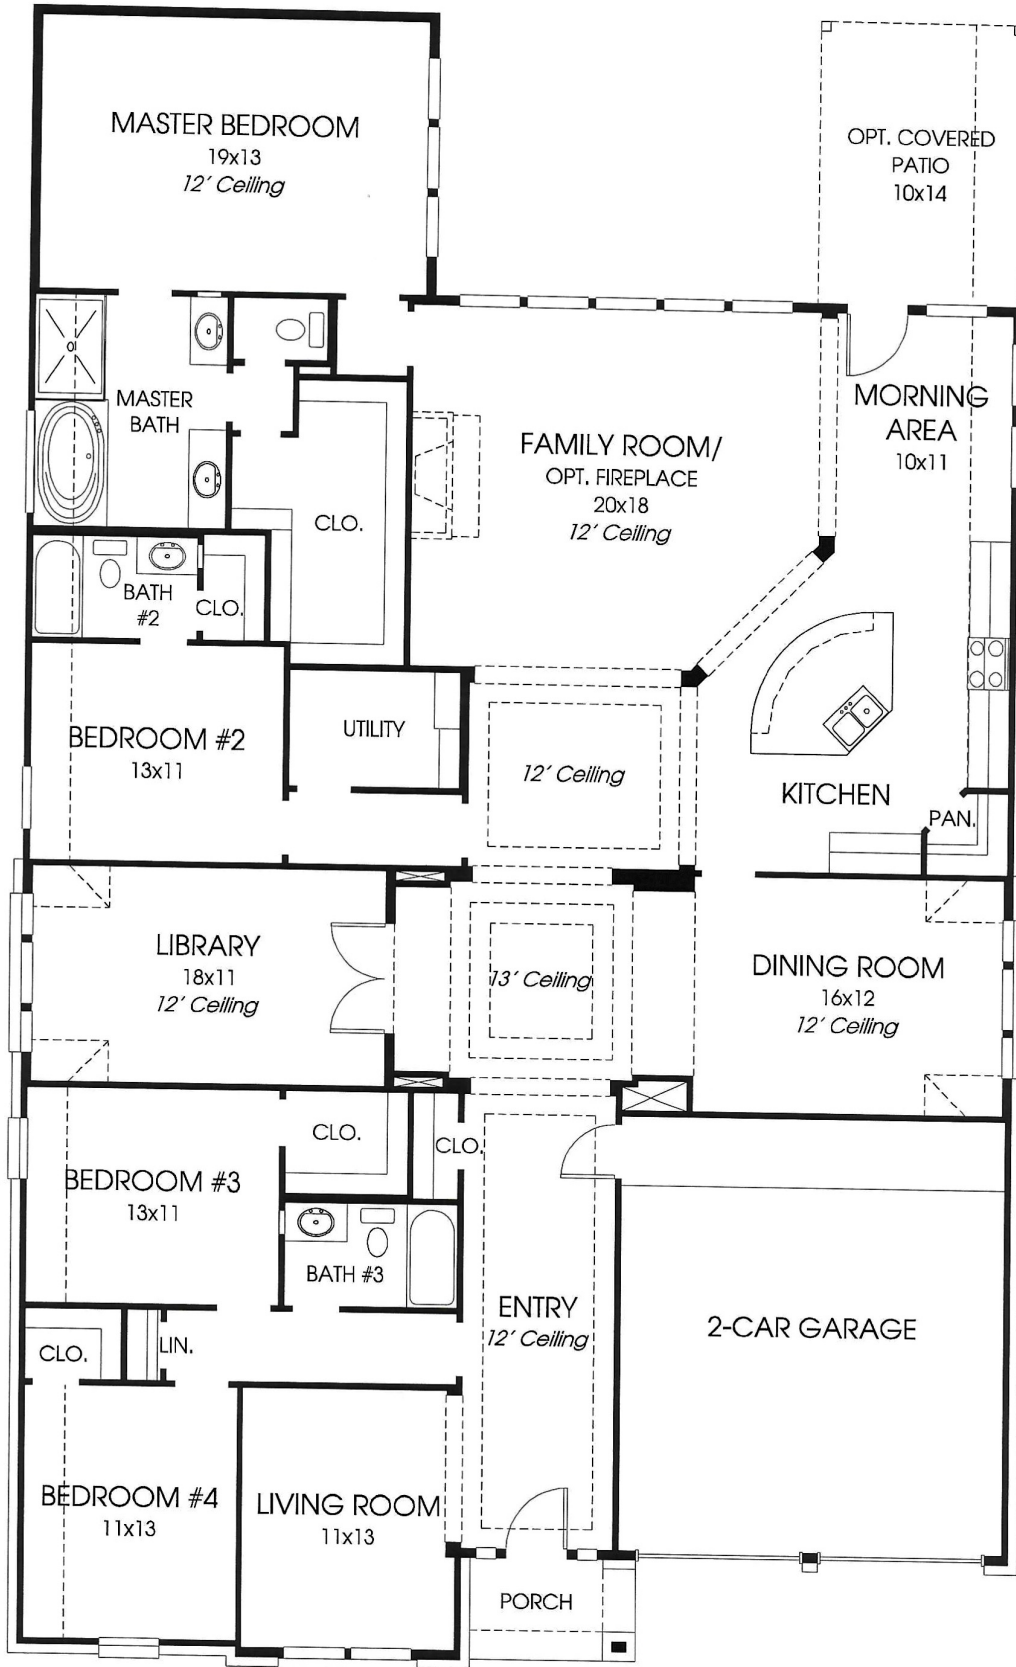 MASTER BEDROOM
19x13
12' Ceiling
OPT. COVERED
PATIO
10x14
MASTER
BATH
MORNING
AREA
10x11
FAMILY ROOM/
OPT. FIREPLACE
20x18
12' Ceiling
CLO.
BATH
#2
CLO.
BEDROOM #2
13x11
UTILITY
12' Ceiling
KITCHEN
PAN.
LIBRARY
18x11
12' Ceiling
13' Ceiling
DINING ROOM
16x12
12' Ceiling
CLO.
CLO.
BEDROOM #3
13x11
BATH #3
ENTRY
12' Ceiling
2-CAR GARAGE
CLO.
LIN.
BEDROOM #4
11x13
LIVING ROOM
11x13
PORCH